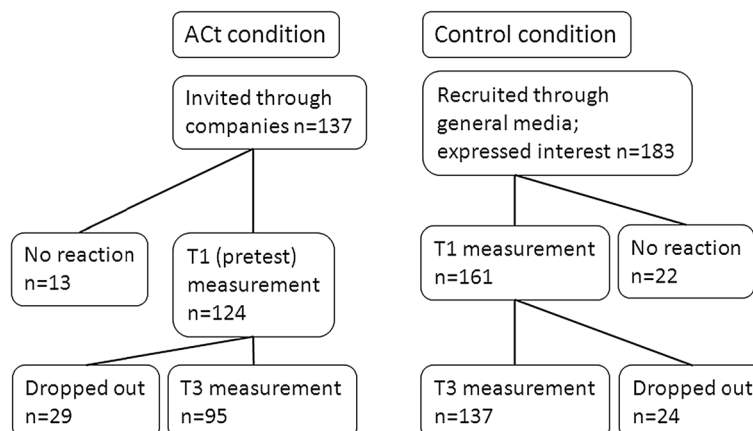 ACt condition
Control condition
Invited through
companies n=137
Recruited through
general media;
expressed interest n=183
No reaction
n=13
T1 (pretest)
measurement
n=124
T1 measurement
n=161
No reaction
n=22
Dropped out
n=29
T3 measurement
n=95
T3 measurement
n=137
Dropped out
n=24